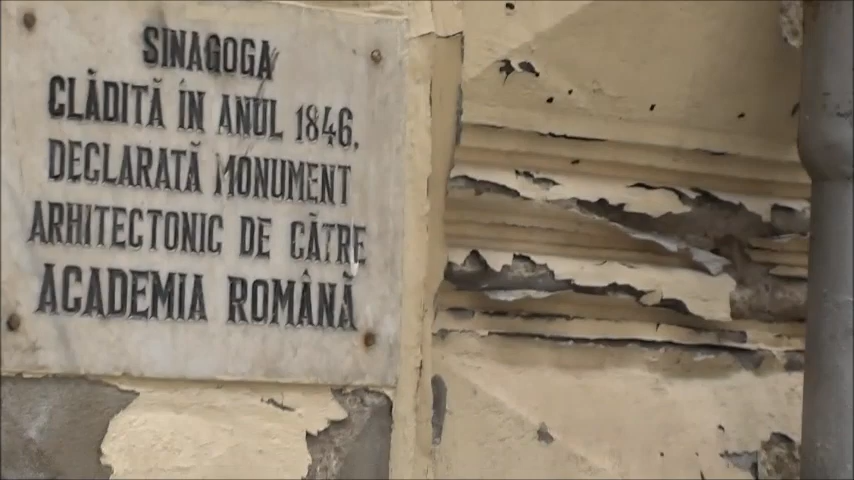 SINAGOGA
CLĂDITĂ ÎN ANUL 1846.
DECLARATĂ MONUMENT
ARHITECTONIC DE CĂTRE
ACADEMIA ROMÂNĂ